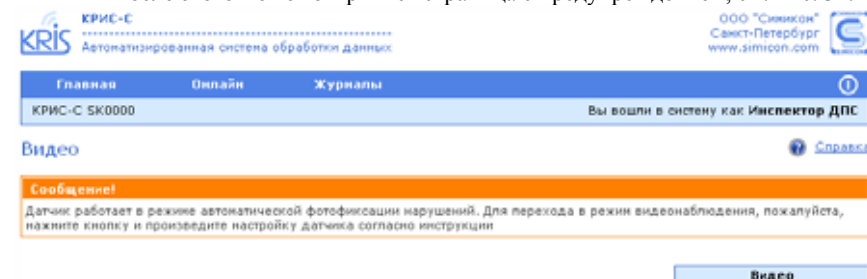 КРИС-С
KRIS
Автоматизированная система обработки данных
ООО "Симикон"
Санкт-Петербург
www.simicon.com
Главная Онлайн Журналы
КРИС-С SK0000 Вы вошли в систему как Инспектор ДПС
Видео Справка
Сообщение!
Датчик работает в режиме автоматической фотофиксации нарушений. Для перехода в режим видеонаблюдения, пожалуйста,
нажмите кнопку и произведите настройку датчика согласно инструкции
Видео